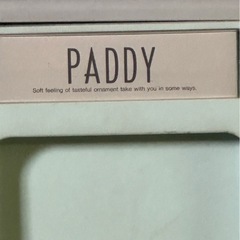 PADDY
Soft feeling of tasteful ornament take with you in some ways.